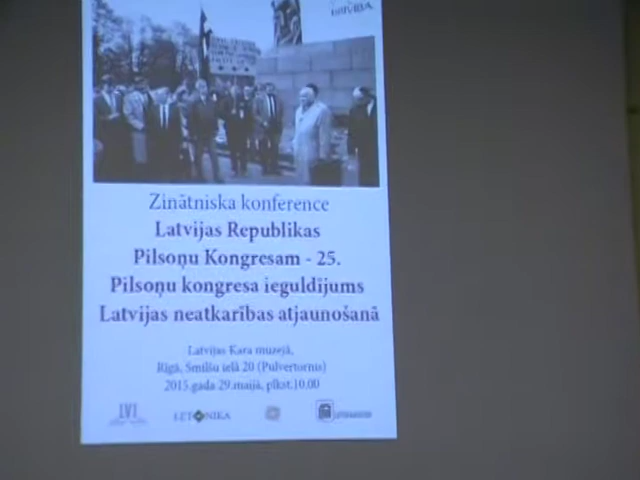 Zinātniska konference
Latvijas Republikas
Pilsoņu Kongresam - 25.
Pilsoņu kongresa ieguldījums
Latvijas neatkarības atjaunošanā
Latvijas Kara muzejā,
Rīgā, Smilšu ielā 20 (Pulvertornis)
2015.gada 29.maijā, plkst.10.00
LVI
LETONIKA